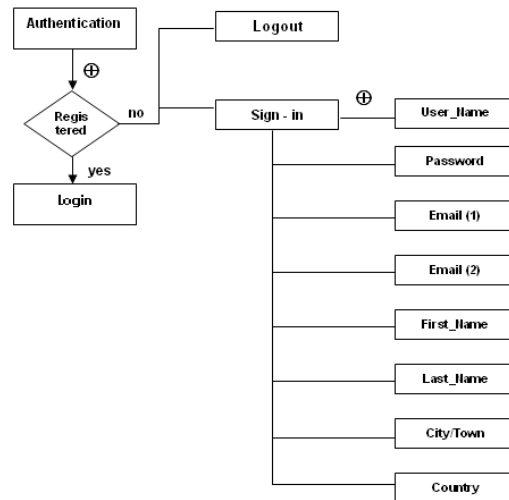 Authentication
Logout
Regis
tered
no
Sign - in
User_Name
yes
Password
Login
Email (1)
Email (2)
First_Name
Last_Name
City/Town
Country